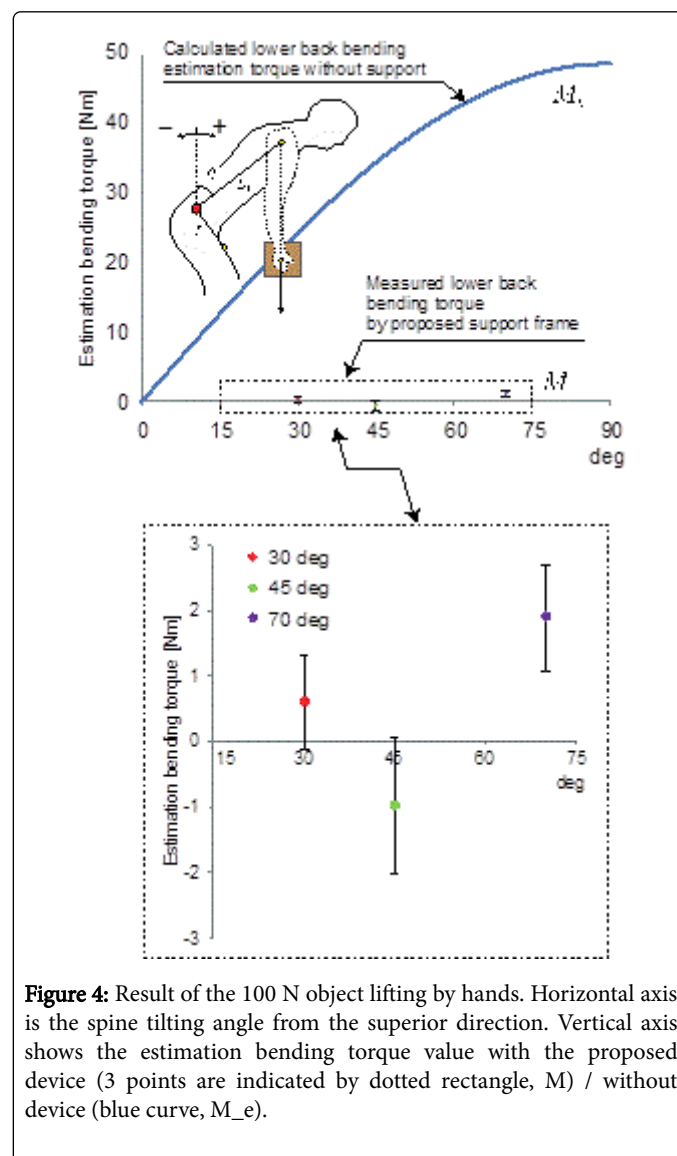 50
40
30
20
10
0
Estimation bending torque [Nm]
Calculated lower back bending
estimation torque without support
− +
Measured lower back
bending torque
by proposed support frame
M
0 15 30 45 60 75 90
deg
3
2
1
0
-1
-2
-3
Estimation bending torque [Nm]
30 deg
45 deg
70 deg
15 30 45 60 75
deg
Figure 4: Result of the 100 N object lifting by hands. Horizontal axis
is the spine tilting angle from the superior direction. Vertical axis
shows the estimation bending torque value with the proposed
device (3 points are indicated by dotted rectangle, M) / without
device (blue curve, M_e).